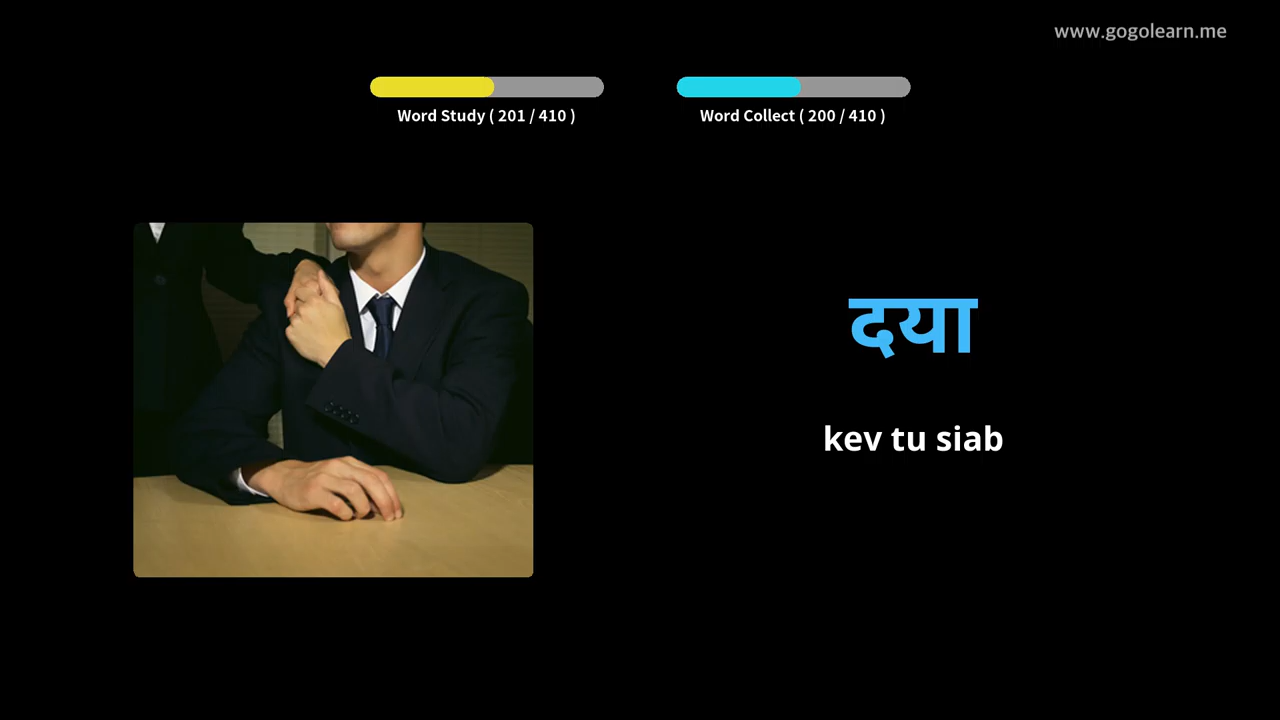 www.gogolearn.me
Word Study ( 201 / 410 )
Word Collect ( 200 / 410 )
दया
kev tu siab